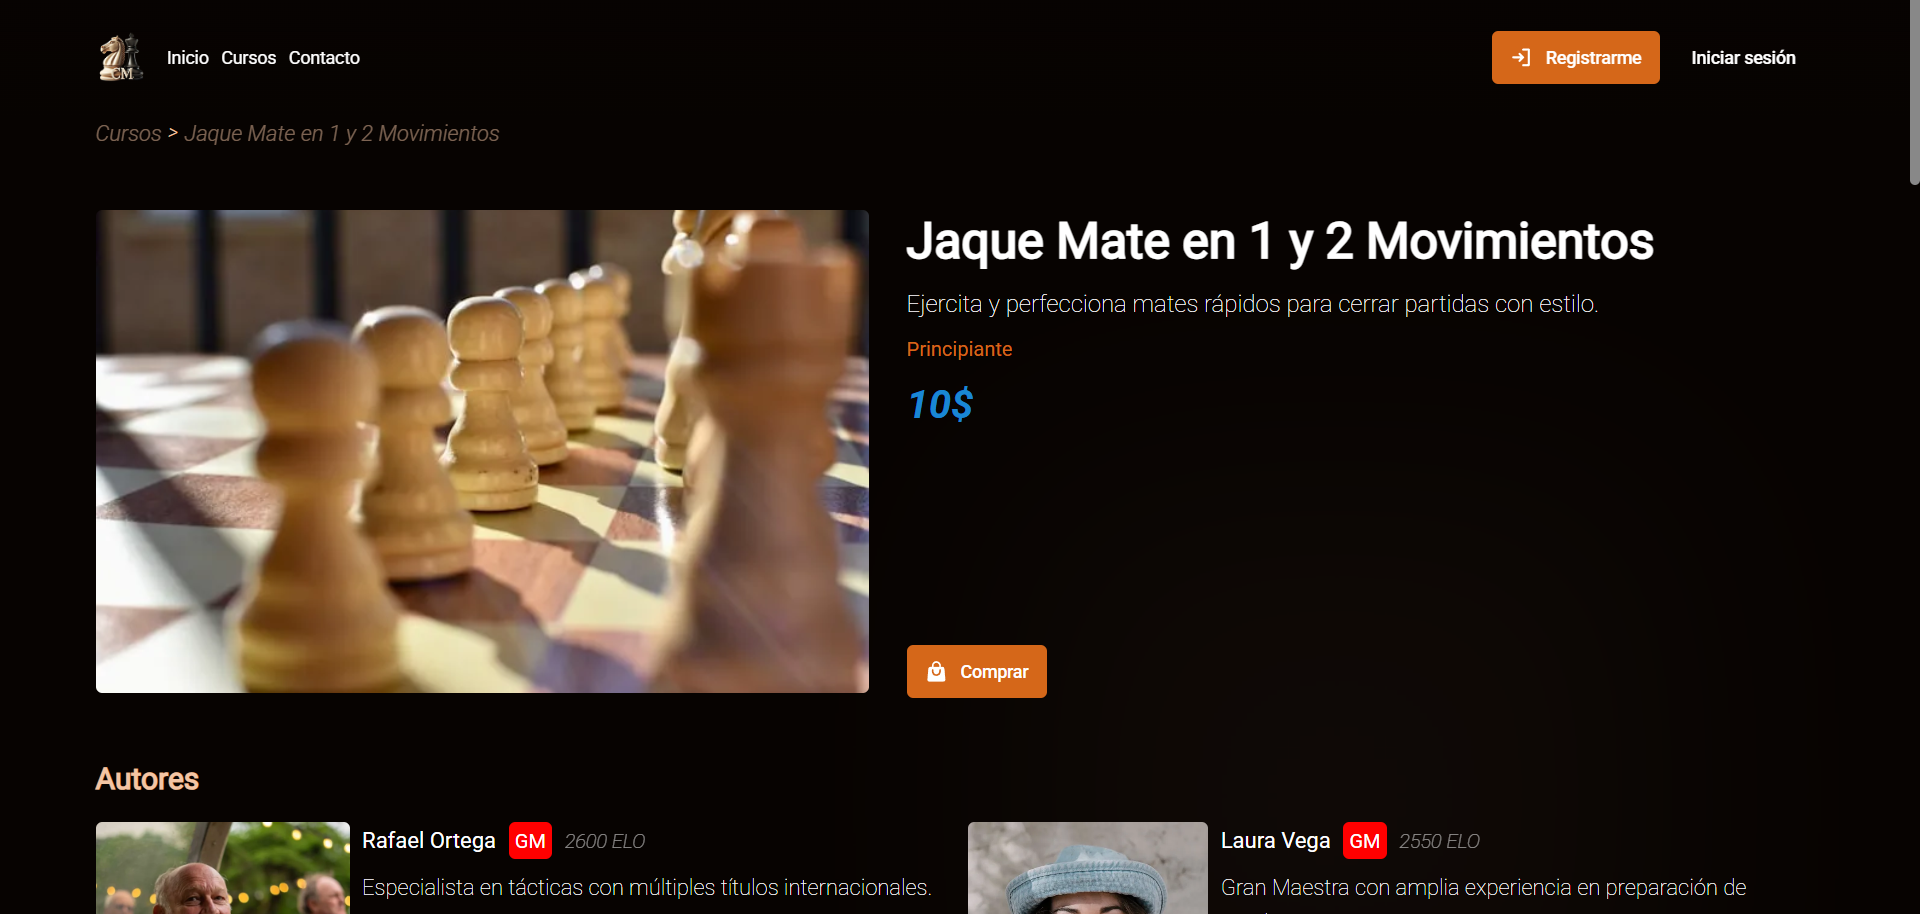 GM
Inicio Cursos Contacto
Registrarme
Iniciar sesión
Cursos > Jaque Mate en 1 y 2 Movimientos
Jaque Mate en 1 y 2 Movimientos
Ejercita y perfecciona mates rápidos para cerrar partidas con estilo.
Principiante
10$
Comprar
Autores
Rafael Ortega GM 2600 ELO
Especialista en tácticas con múltiples títulos internacionales.
Laura Vega GM 2550 ELO
Gran Maestra con amplia experiencia en preparación de